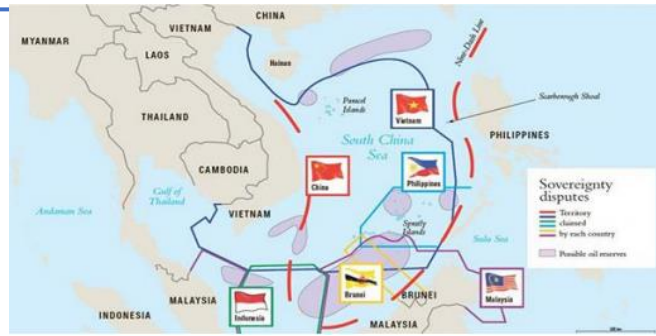 CHINA
VIETNAM
MYANMAR
LAOS
Hainan
Nine-Dash Line
Paracel
Islands
Scarborough Shoal
Vietnam
THAILAND
South China
Sea
PHILIPPINES
CAMBODIA
China
Philippines
Sovereignty
disputes
Territory
claimed
by each country
Possible oil reserves
Gulf of
Thailand
Andaman Sea
VIETNAM
Spratly
Islands
Sulu Sea
MALAYSIA
INDONESIA
Indonesia
Brunei
BRUNEI
Malaysia
MALAYSIA